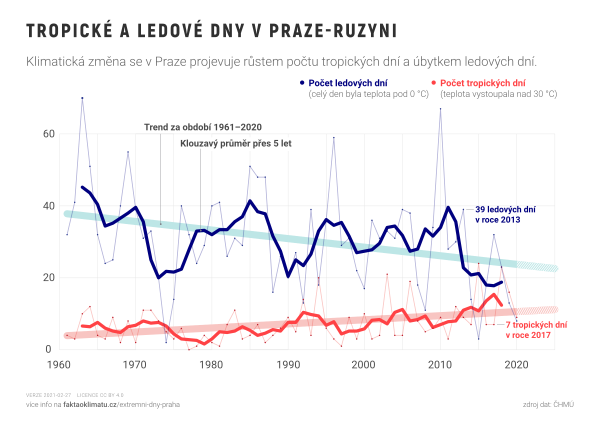 TROPICKÉ A LEDOVÉ DNY V PRAZE-RUZYNI
Klimatická změna se v Praze projevuje růstem počtu tropických dní a úbytkem ledových dní.
Počet ledových dní
(celý den byla teplota pod 0 °C)
Počet tropických dní
(teplota vystoupala nad 30 °C)
Trend za období 1961–2020
Klouzavý průměr přes 5 let
60
40
20
0
39 ledových dní
v roce 2013
7 tropických dní
v roce 2017
1960 1970 1980 1990 2000 2010 2020
VERZE 2021-02-27 LICENCE CC BY 4.0
více info na faktaoklimatu.cz/extremni-dny-praha
zdroj dat: ČHMÚ